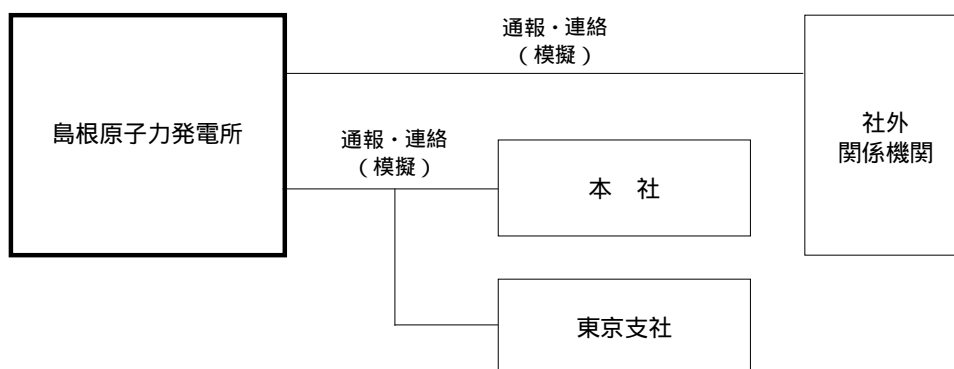 通報・連絡
（模擬）
島根原子力発電所
社外
関係機関
通報・連絡
（模擬）
本　社
東京支社